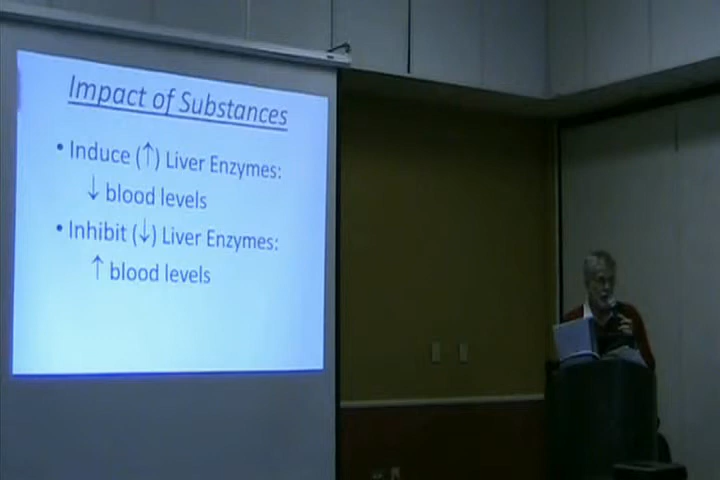 Impact of Substances
• Induce (↑) Liver Enzymes:
↓ blood levels
• Inhibit (↓) Liver Enzymes:
↑ blood levels